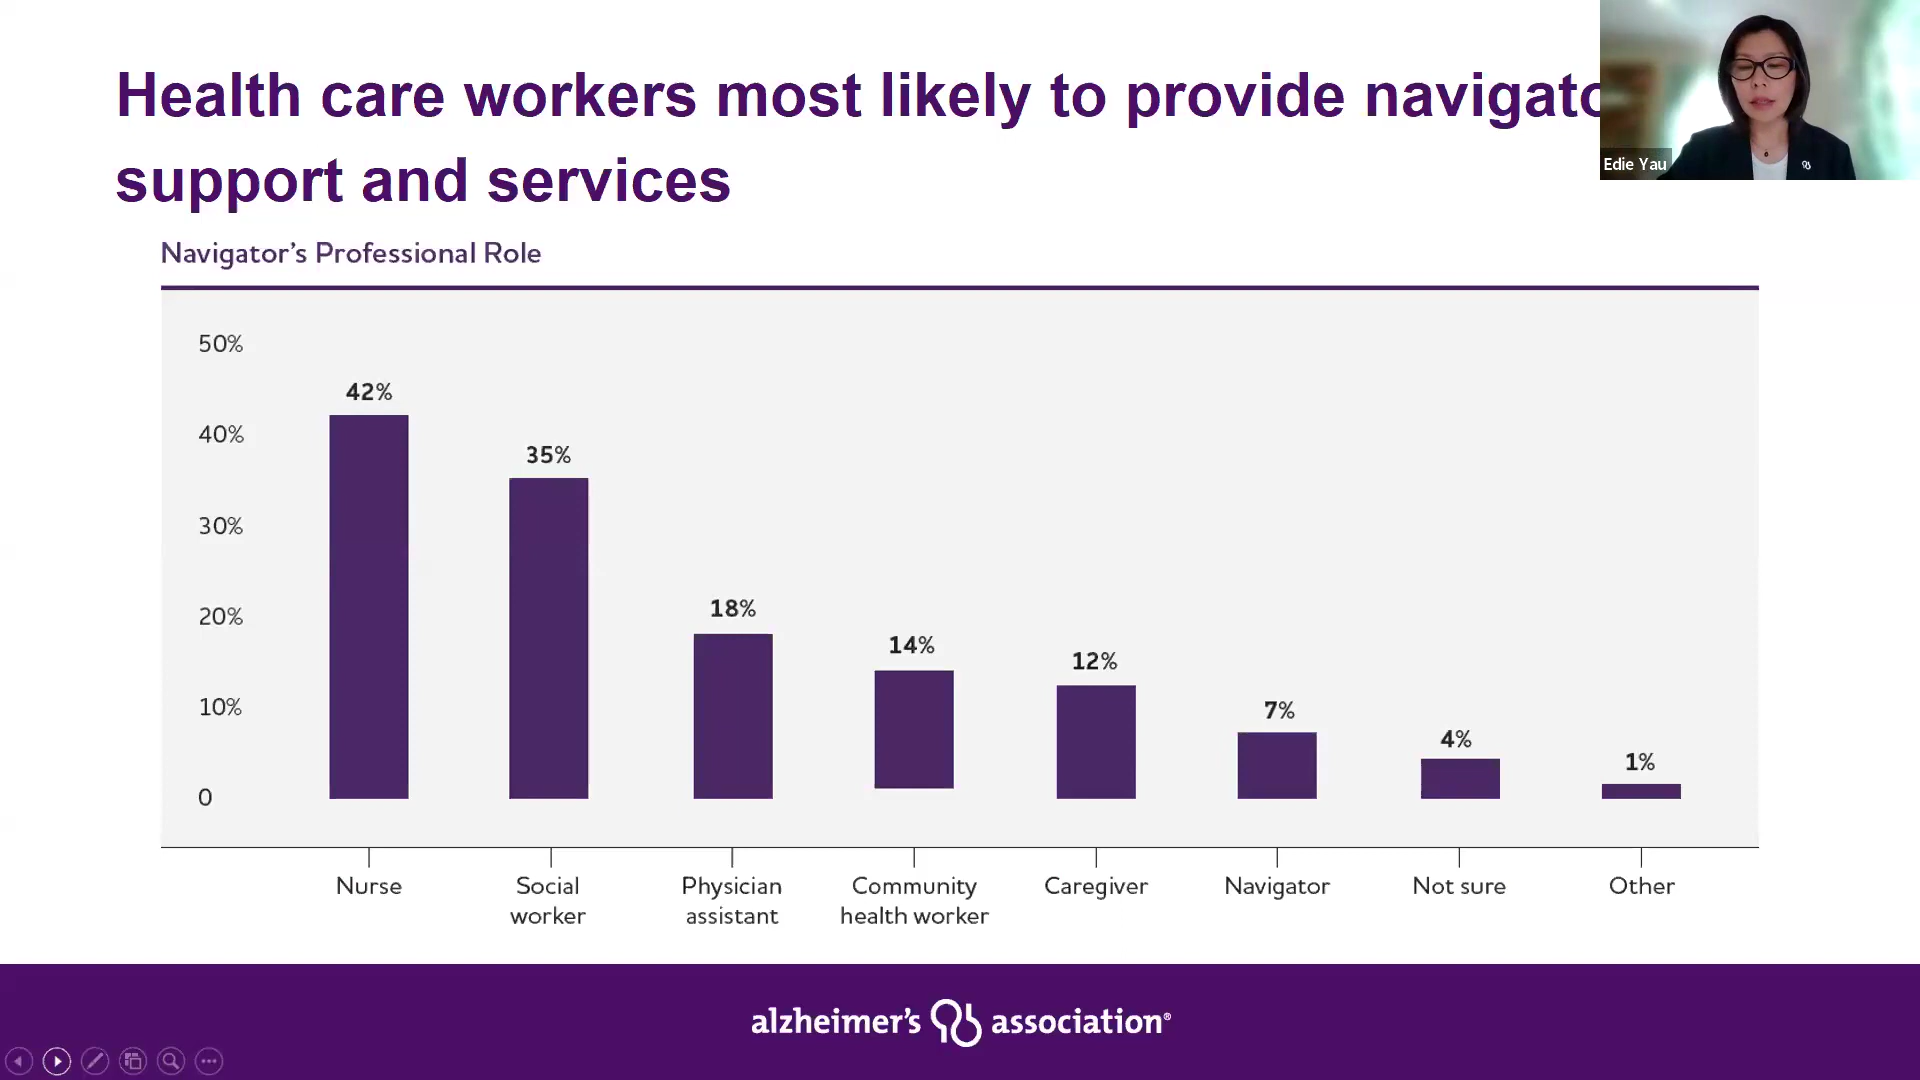 Health care workers most likely to provide
support and services
Edie Yau
Navigator’s Professional Role
50%
40%
30%
20%
10%
0
42%
35%
18%
14%
12%
7%
4%
1%
Nurse
Social
worker
Physician
assistant
Community
health worker
Caregiver
Navigator
Not sure
Other
alzheimer’s association®